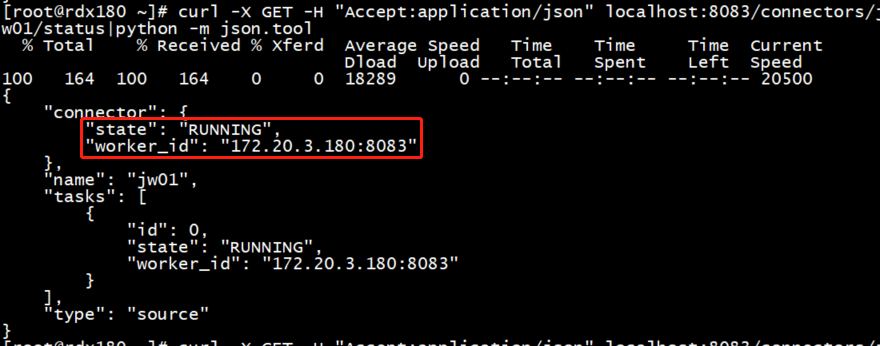 [root@rdx180 ~]# curl -X GET -H "Accept:application/json" localhost:8083/connectors/j
w01/status|python -m json.tool
  % Total    % Received % Xferd  Average Speed   Time    Time     Time  Current
                                 Dload  Upload   Total   Spent    Left  Speed
100   164  100   164    0     0  18289      0 --:--:-- --:--:-- --:--:-- 20500
{
    "connector": {
        "state": "RUNNING",
        "worker_id": "172.20.3.180:8083"
    },
    "name": "jw01",
    "tasks": [
        {
            "id": 0,
            "state": "RUNNING",
            "worker_id": "172.20.3.180:8083"
        }
    ],
    "type": "source"
}
[root@rdx180 ~]# curl -X GET -H "Accept:application/json" localhost:8083/connectors/